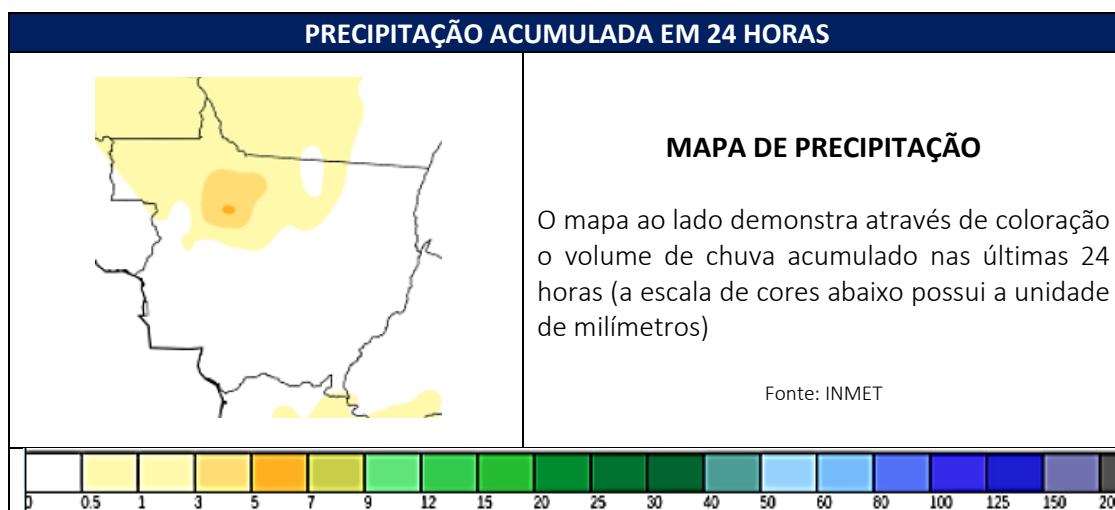 PRECIPITAÇÃO ACUMULADA EM 24 HORAS
MAPA DE PRECIPITAÇÃO
O mapa ao lado demonstra através de coloração
o volume de chuva acumulado nas últimas 24
horas (a escala de cores abaixo possui a unidade
de milímetros)
Fonte: INMET
0.5 1 3 5 7 9 12 15 20 25 30 40 50 60 80 100 125 150